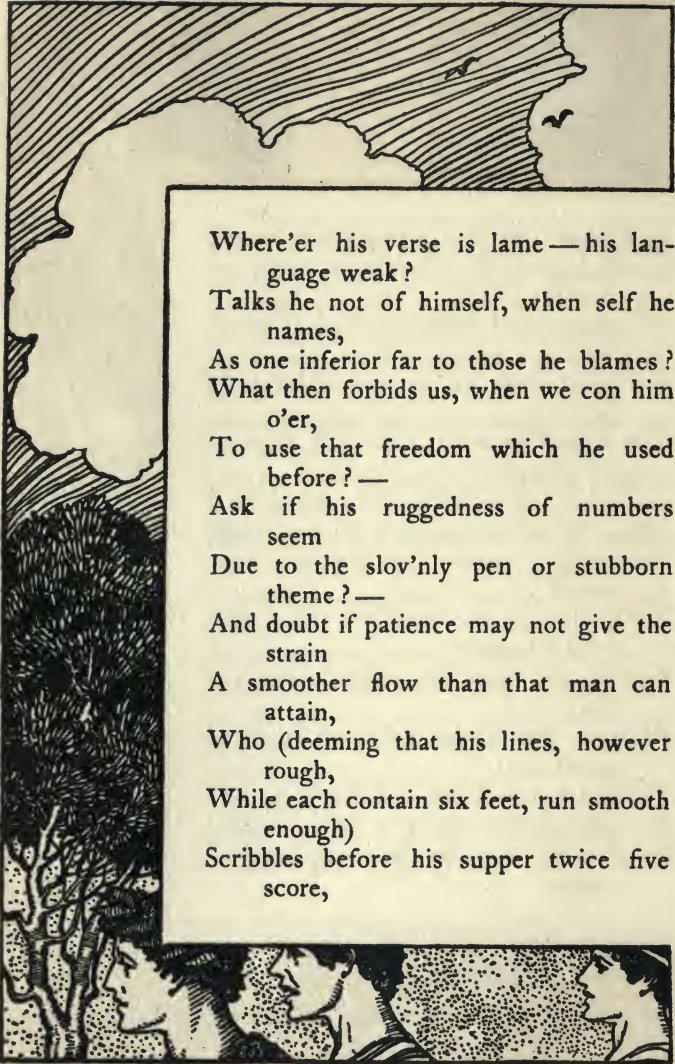 Where'er his verse is lame — his lan-
guage weak?
Talks he not of himself, when self he
names,
As one inferior far to those he blames?
What then forbids us, when we con him
o'er,
To use that freedom which he used
before? —
Ask if his ruggedness of numbers
seem
Due to the slov'nly pen or stubborn
theme? —
And doubt if patience may not give the
strain
A smoother flow than that man can
attain,
Who (deeming that his lines, however
rough,
While each contain six feet, run smooth
enough)
Scribbles before his supper twice five
score,